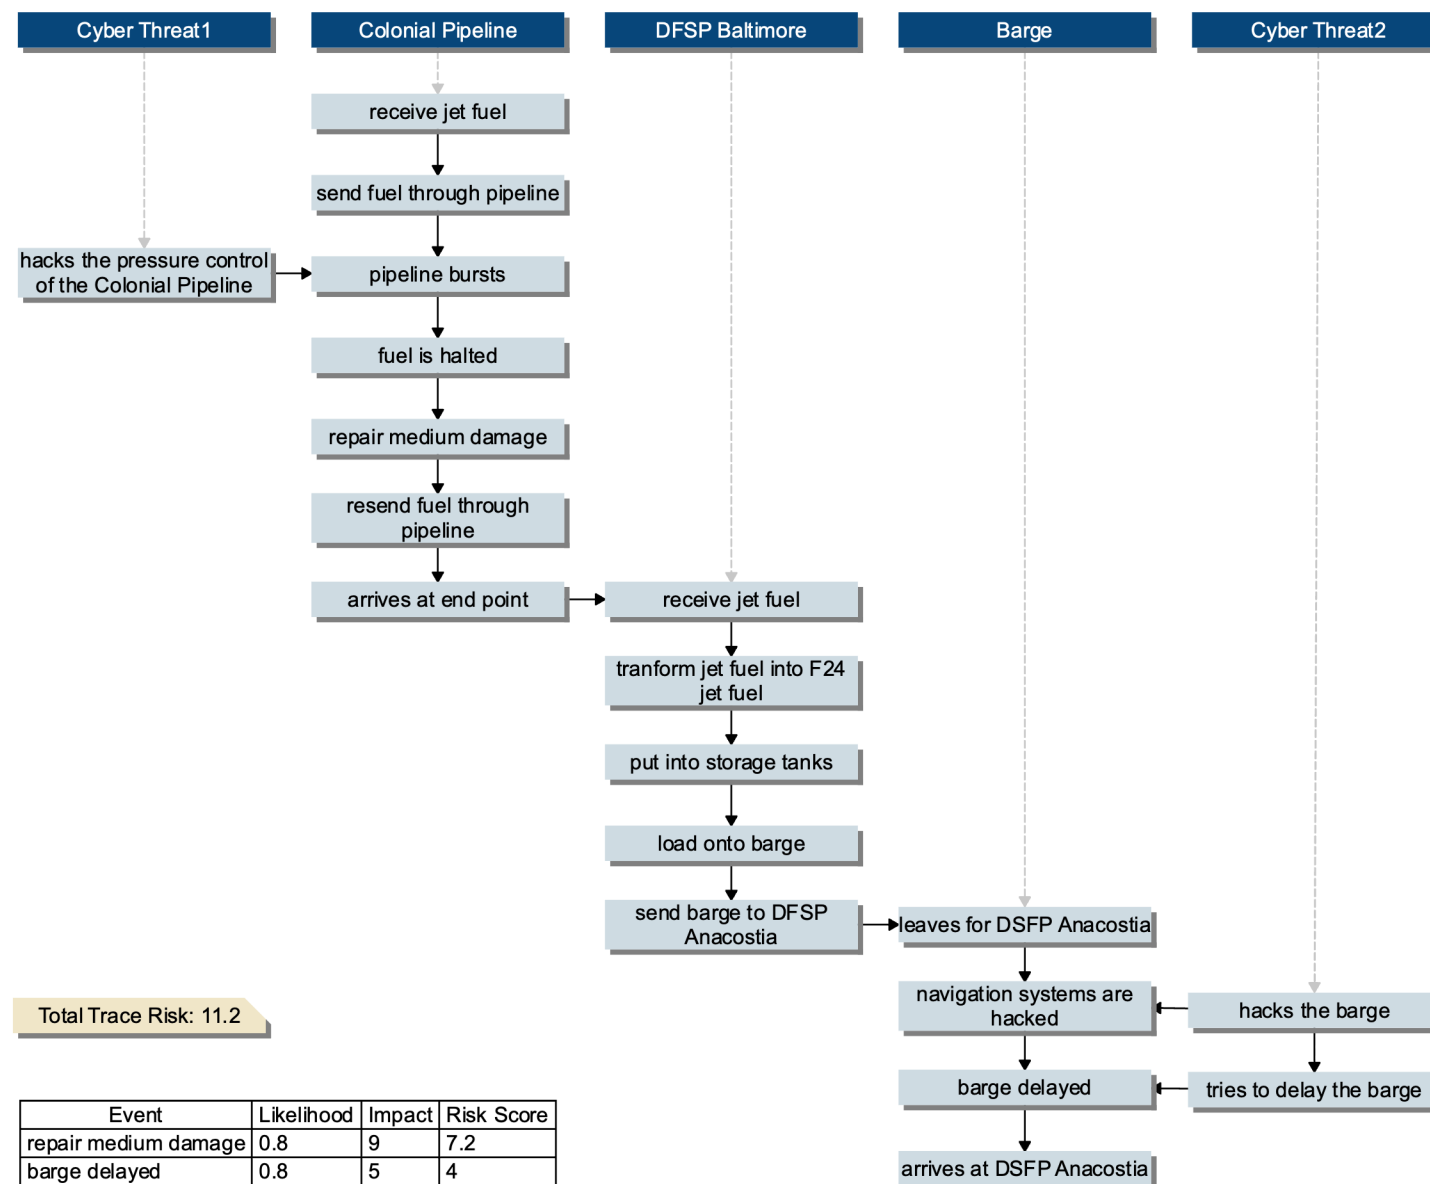 Cyber Threat1
Colonial Pipeline
DFSP Baltimore
Barge
Cyber Threat2
receive jet fuel
send fuel through pipeline
hacks the pressure control
of the Colonial Pipeline
pipeline bursts
fuel is halted
repair medium damage
resend fuel through
pipeline
arrives at end point
receive jet fuel
tranform jet fuel into F24
jet fuel
put into storage tanks
load onto barge
send barge to DFSP
Anacostia
leaves for DSFP Anacostia
navigation systems are
hacked
hacks the barge
barge delayed
tries to delay the barge
arrives at DSFP Anacostia
Total Trace Risk: 11.2
Event Likelihood Impact Risk Score
repair medium damage 0.8 9 7.2
barge delayed 0.8 5 4